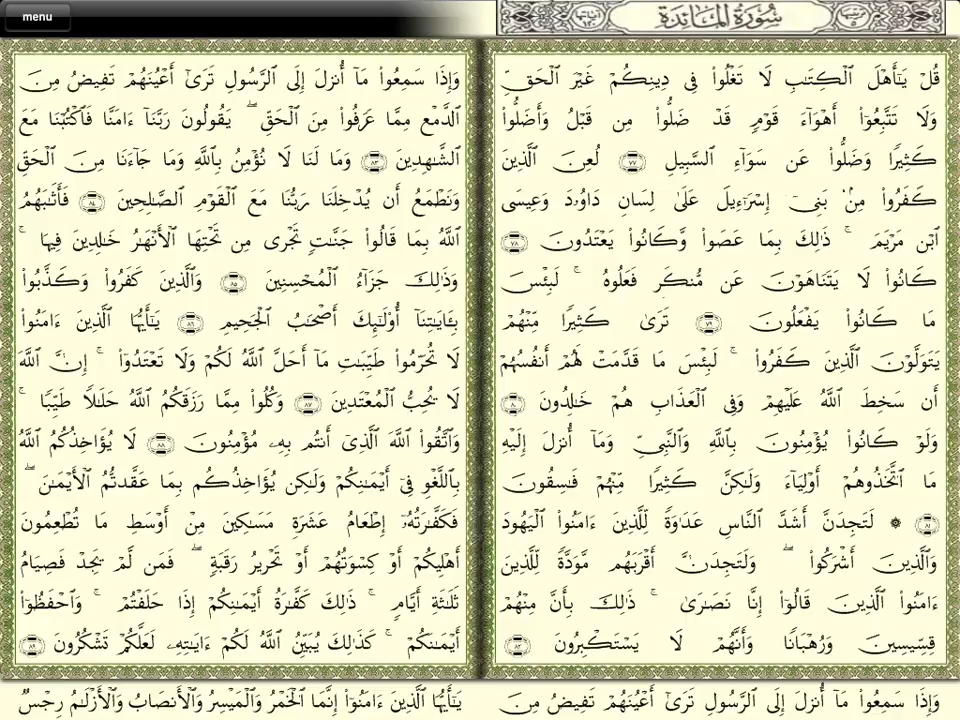 menu
سُورَةُ المَائِدَة
قُلْ يَـٰٓأَهْلَ ٱلْكِتَـٰبِ لَا تَغْلُوا۟ فِى دِينِكُمْ غَيْرَ ٱلْحَقِّ
وَلَا تَتَّبِعُوٓا۟ أَهْوَآءَ قَوْمٍ قَدْ ضَلُّوا۟ مِن قَبْلُ وَأَضَلُّوا۟
كَثِيرًا وَضَلُّوا۟ عَن سَوَآءِ ٱلسَّبِيلِ ٧٧ لُعِنَ ٱلَّذِينَ
كَفَرُوا۟ مِنۢ بَنِىٓ إِسْرَٰٓءِيلَ عَلَىٰ لِسَانِ دَاوُۥدَ وَعِيسَى
ٱبْنِ مَرْيَمَ ۚ ذَٰلِكَ بِمَا عَصَوا۟ وَّكَانُوا۟ يَعْتَدُونَ ٧٨
كَانُوا۟ لَا يَتَنَاهَوْنَ عَن مُّنكَرٍ فَعَلُوهُ ۚ لَبِئْسَ
مَا كَانُوا۟ يَفْعَلُونَ ٧٩ تَرَىٰ كَثِيرًا مِّنْهُمْ
يَتَوَلَّوْنَ ٱلَّذِينَ كَفَرُوا۟ ۚ لَبِئْسَ مَا قَدَّمَتْ لَهُمْ أَنفُسُهُمْ
أَن سَخِطَ ٱللَّهُ عَلَيْهِمْ وَفِى ٱلْعَذَابِ هُمْ خَـٰلِدُونَ ٨٠
وَلَوْ كَانُوا۟ يُؤْمِنُونَ بِٱللَّهِ وَٱلنَّبِىِّ وَمَآ أُنزِلَ إِلَيْهِ
مَا ٱتَّخَذُوهُمْ أَوْلِيَآءَ وَلَـٰكِنَّ كَثِيرًا مِّنْهُمْ فَـٰسِقُونَ
٨١ ۞ لَتَجِدَنَّ أَشَدَّ ٱلنَّاسِ عَدَٰوَةً لِّلَّذِينَ ءَامَنُوا۟ ٱلْيَهُودَ
وَٱلَّذِينَ أَشْرَكُوا۟ ۖ وَلَتَجِدَنَّ أَقْرَبَهُم مَّوَدَّةً لِّلَّذِينَ
ءَامَنُوا۟ ٱلَّذِينَ قَالُوٓا۟ إِنَّا نَصَـٰرَىٰ ۚ ذَٰلِكَ بِأَنَّ مِنْهُمْ
قِسِّيسِينَ وَرُهْبَانًا وَأَنَّهُمْ لَا يَسْتَكْبِرُونَ ٨٢
وَإِذَا سَمِعُوا۟ مَآ أُنزِلَ إِلَى ٱلرَّسُولِ تَرَىٰٓ أَعْيُنَهُمْ تَفِيضُ مِنَ
ٱلدَّمْعِ مِمَّا عَرَفُوا۟ مِنَ ٱلْحَقِّ ۖ يَقُولُونَ رَبَّنَآ ءَامَنَّا فَٱكْتُبْنَا مَعَ
ٱلشَّـٰهِدِينَ ٨٣ وَمَا لَنَا لَا نُؤْمِنُ بِٱللَّهِ وَمَا جَآءَنَا مِنَ ٱلْحَقِّ
وَنَطْمَعُ أَن يُدْخِلَنَا رَبُّنَا مَعَ ٱلْقَوْمِ ٱلصَّـٰلِحِينَ ٨٤ فَأَثَـٰبَهُمُ
ٱللَّهُ بِمَا قَالُوا۟ جَنَّـٰتٍ تَجْرِى مِن تَحْتِهَا ٱلْأَنْهَـٰرُ خَـٰلِدِينَ فِيهَا ۚ
وَذَٰلِكَ جَزَآءُ ٱلْمُحْسِنِينَ ٨٥ وَٱلَّذِينَ كَفَرُوا۟ وَكَذَّبُوا۟
بِـَٔايَـٰتِنَآ أُو۟لَـٰٓئِكَ أَصْحَـٰبُ ٱلْجَحِيمِ ٨٦ يَـٰٓأَيُّهَا ٱلَّذِينَ ءَامَنُوا۟
لَا تُحَرِّمُوا۟ طَيِّبَـٰتِ مَآ أَحَلَّ ٱللَّهُ لَكُمْ وَلَا تَعْتَدُوٓا۟ ۚ إِنَّ ٱللَّهَ
لَا يُحِبُّ ٱلْمُعْتَدِينَ ٨٧ وَكُلُوا۟ مِمَّا رَزَقَكُمُ ٱللَّهُ حَلَـٰلًا طَيِّبًا ۚ
وَٱتَّقُوا۟ ٱللَّهَ ٱلَّذِىٓ أَنتُم بِهِۦ مُؤْمِنُونَ ٨٨ لَا يُؤَاخِذُكُمُ ٱللَّهُ
بِٱللَّغْوِ فِىٓ أَيْمَـٰنِكُمْ وَلَـٰكِن يُؤَاخِذُكُم بِمَا عَقَّدتُّمُ ٱلْأَيْمَـٰنَ ۖ
فَكَفَّـٰرَتُهُۥٓ إِطْعَامُ عَشَرَةِ مَسَـٰكِينَ مِنْ أَوْسَطِ مَا تُطْعِمُونَ
أَهْلِيكُمْ أَوْ كِسْوَتُهُمْ أَوْ تَحْرِيرُ رَقَبَةٍ ۖ فَمَن لَّمْ يَجِدْ فَصِيَامُ
ثَلَـٰثَةِ أَيَّامٍ ۚ ذَٰلِكَ كَفَّـٰرَةُ أَيْمَـٰنِكُمْ إِذَا حَلَفْتُمْ ۚ وَٱحْفَظُوٓا۟
أَيْمَـٰنَكُمْ ۚ كَذَٰلِكَ يُبَيِّنُ ٱللَّهُ لَكُمْ ءَايَـٰتِهِۦ لَعَلَّكُمْ تَشْكُرُونَ ٨٩
وَإِذَا سَمِعُوا۟ مَآ أُنزِلَ إِلَى ٱلرَّسُولِ تَرَىٰٓ أَعْيُنَهُمْ تَفِيضُ مِنَ
يَـٰٓأَيُّهَا ٱلَّذِينَ ءَامَنُوٓا۟ إِنَّمَا ٱلْخَمْرُ وَٱلْمَيْسِرُ وَٱلْأَنصَابُ وَٱلْأَزْلَـٰمُ رِجْسٌ